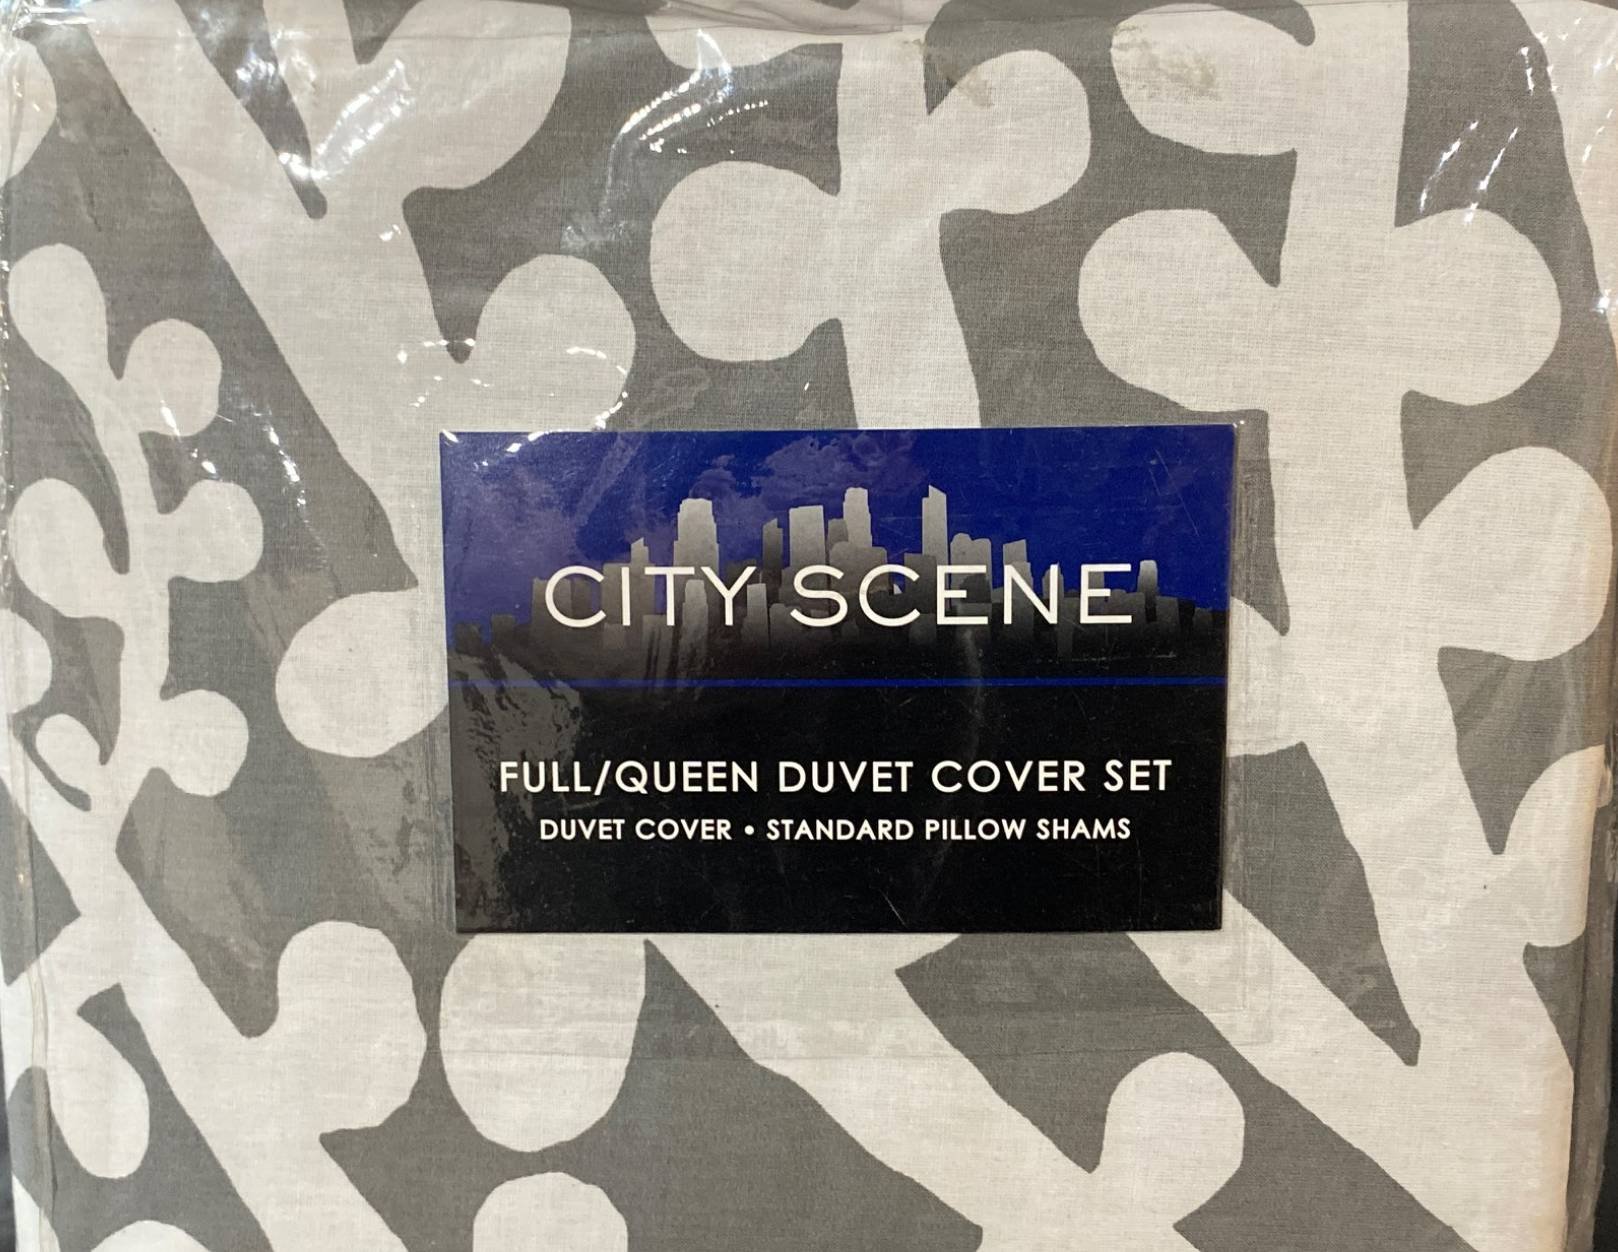 CITY SCENE
FULL/QUEEN DUVET COVER SET
DUVET COVER • STANDARD PILLOW SHAMS